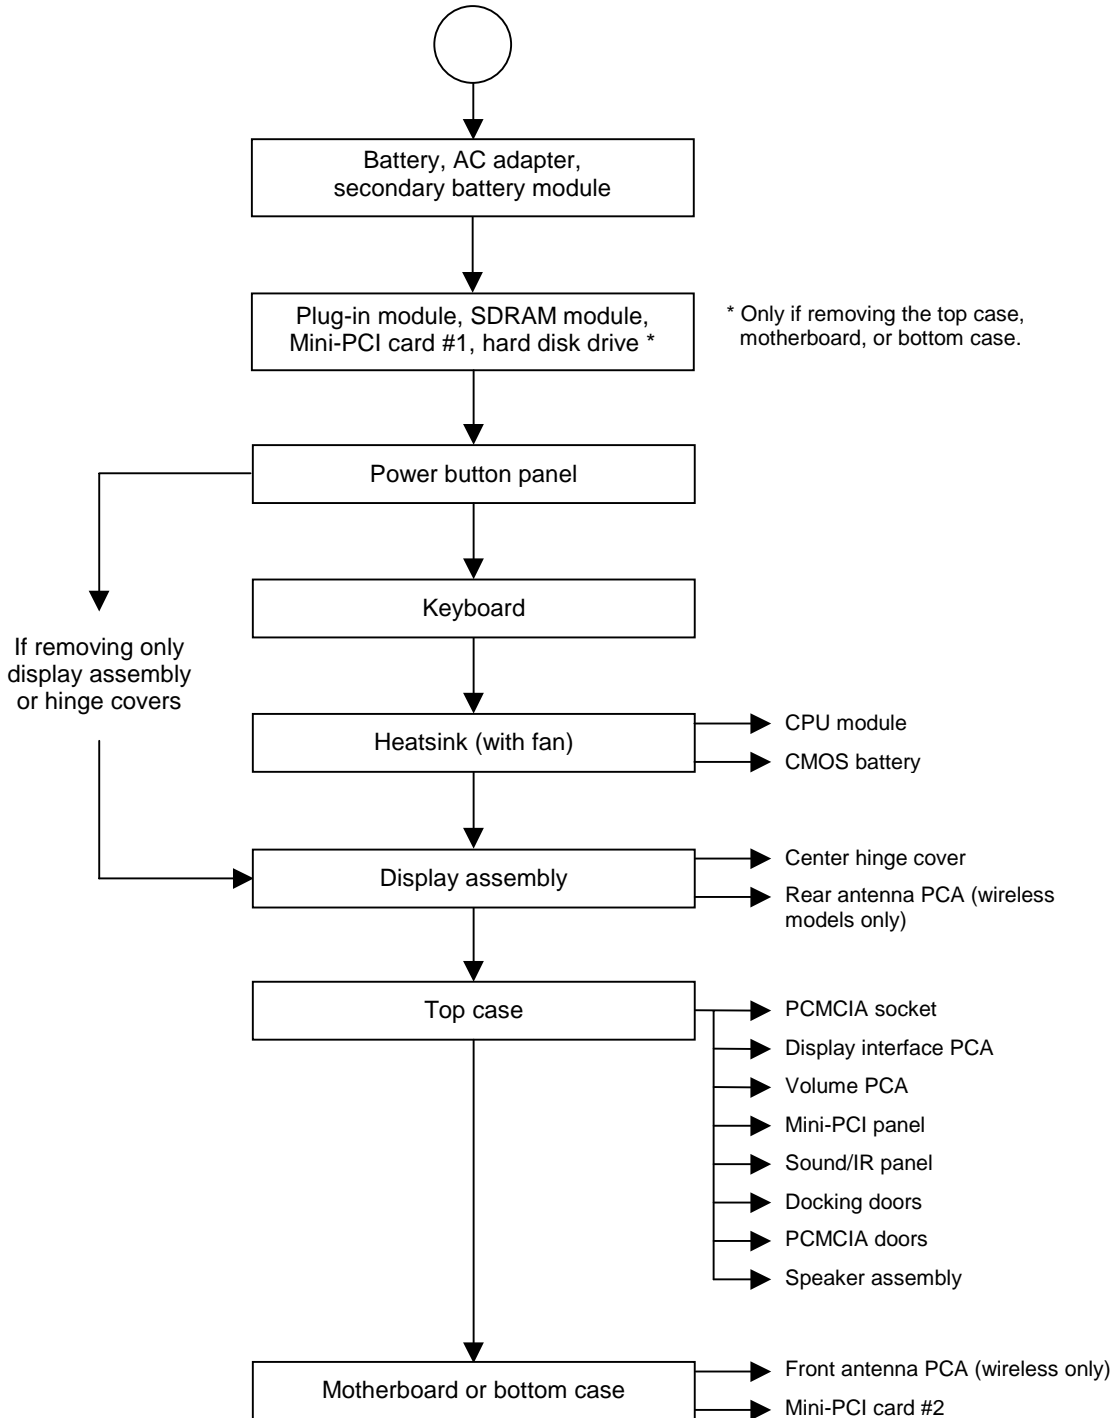 Battery, AC adapter,
secondary battery module
Plug-in module, SDRAM module,
Mini-PCI card #1, hard disk drive *
* Only if removing the top case,
motherboard, or bottom case.
Power button panel
Keyboard
If removing only
display assembly
or hinge covers
Heatsink (with fan)
CPU module
CMOS battery
Display assembly
Center hinge cover
Rear antenna PCA (wireless
models only)
Top case
PCMCIA socket
Display interface PCA
Volume PCA
Mini-PCI panel
Sound/IR panel
Docking doors
PCMCIA doors
Speaker assembly
Motherboard or bottom case
Front antenna PCA (wireless only)
Mini-PCI card #2